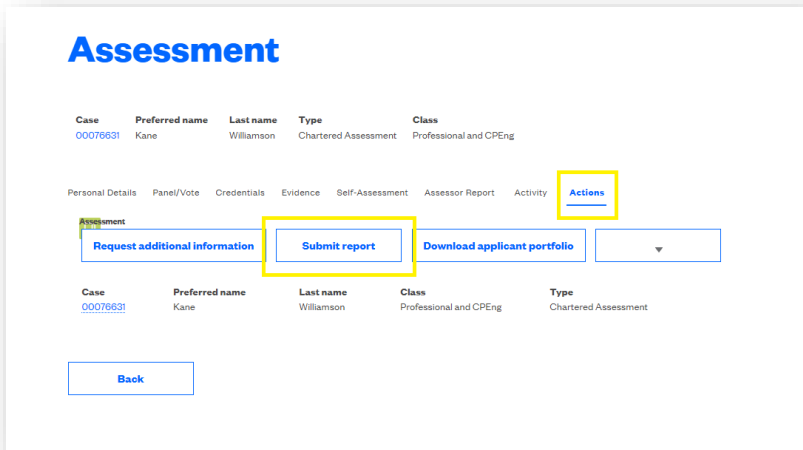 Assessment
Case Preferred name Last name Type Class
00076631 Kane Williamson Chartered Assessment Professional and CPEng
Personal Details Panel/Vote Credentials Evidence Self-Assessment Assessor Report Activity Actions
Assessment
Request additional information Submit report Download applicant portfolio
Case Preferred name Last name Class Type
00076631 Kane Williamson Professional and CPEng Chartered Assessment
Back